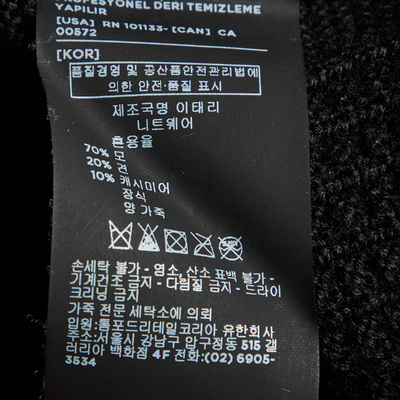 PROFESYONEL DERİ TEMİZLEME
YAPILIR
[USA] RN 101133- [CAN] CA
00572
[KOR]
품질경영 및 공산품안전관리법에
의한 안전·품질 표시
제조국명 이태리
니트웨어
혼용율
70% 모
20% 견
10% 캐시미어
장식
양 가죽
손세탁 불가 - 염소, 산소 표백 불가 -
기계건조 금지 - 다림질 금지 - 드라이
크리닝 금지
가죽 전문 세탁소에 의뢰
입원:톰포드리테일코리아 유한회사
주소:서울시 강남구 압구정동 515 갤
러리아 백화점 4F 전화:(02) 6905-
3534